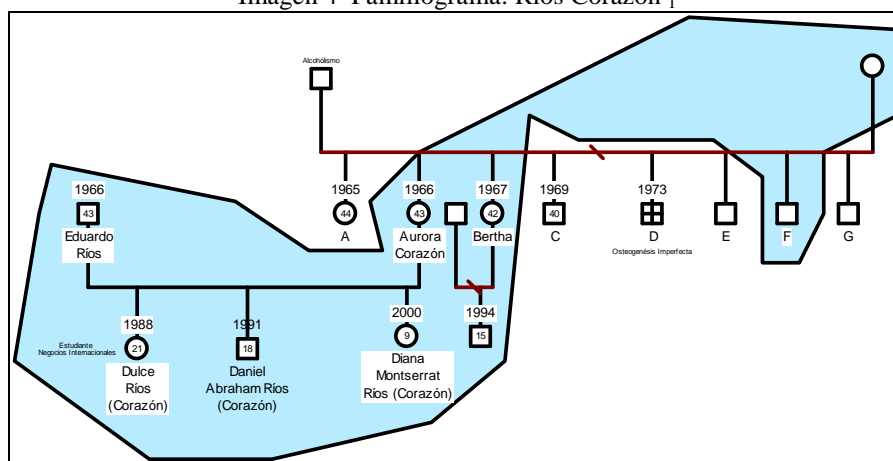 Imagen 4 Familiograma: Ríos Corazón 1
Alcohólismo
1965
44
A
1966
43
Aurora
Corazón
1967
42
Bertha
1969
40
C
1973
D
Osteogenésis Imperfecta
E
F
G
1966
43
Eduardo
Ríos
1988
21
Estudiante
Negocios Internacionales
Dulce
Ríos
(Corazón)
1991
18
Daniel
Abraham Ríos
(Corazón)
2000
9
Diana
Montserrat
Ríos (Corazón)
1994
15